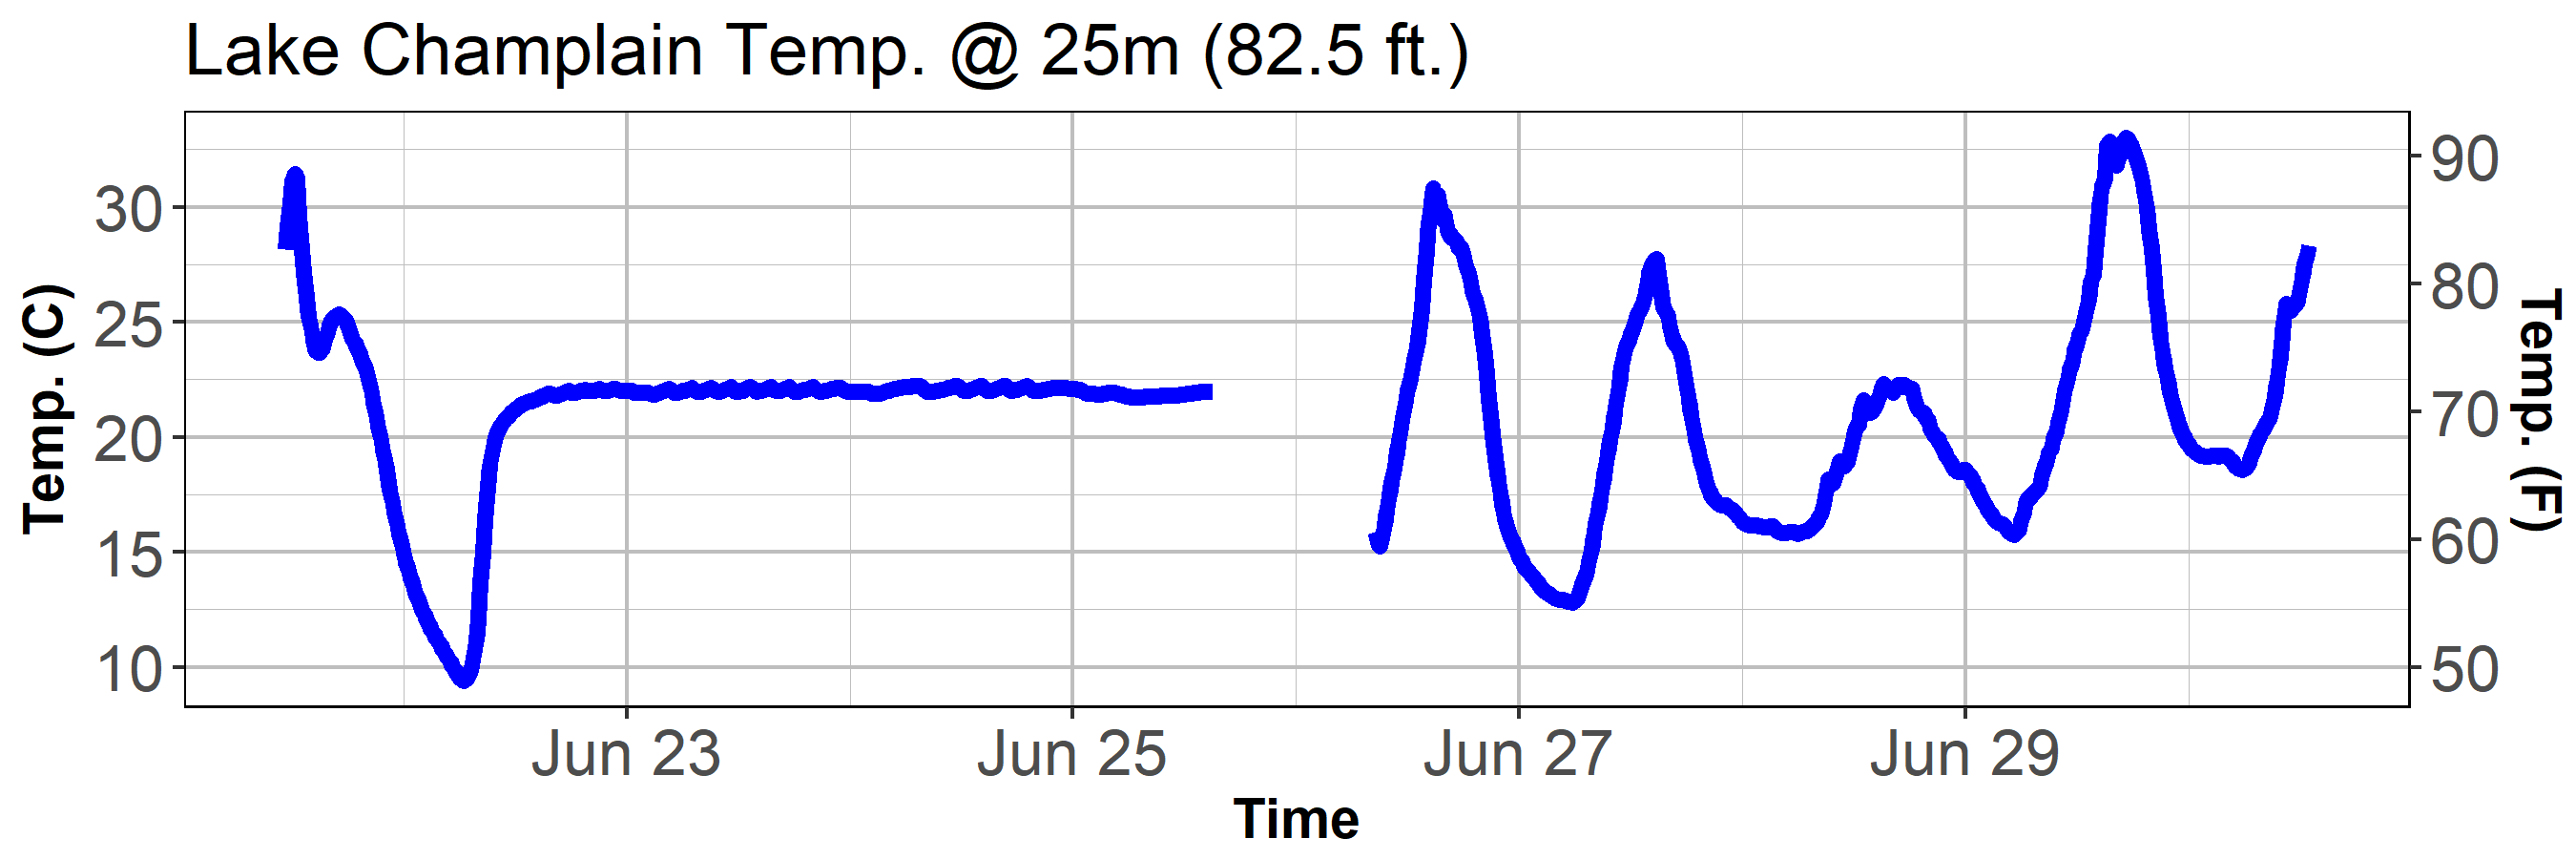 Lake Champlain Temp. @ 25m (82.5 ft.)
Temp. (C)
30
25
20
15
10
90
80
70
60
50
Temp. (F)
Jun 23
Jun 25
Jun 27
Jun 29
Time